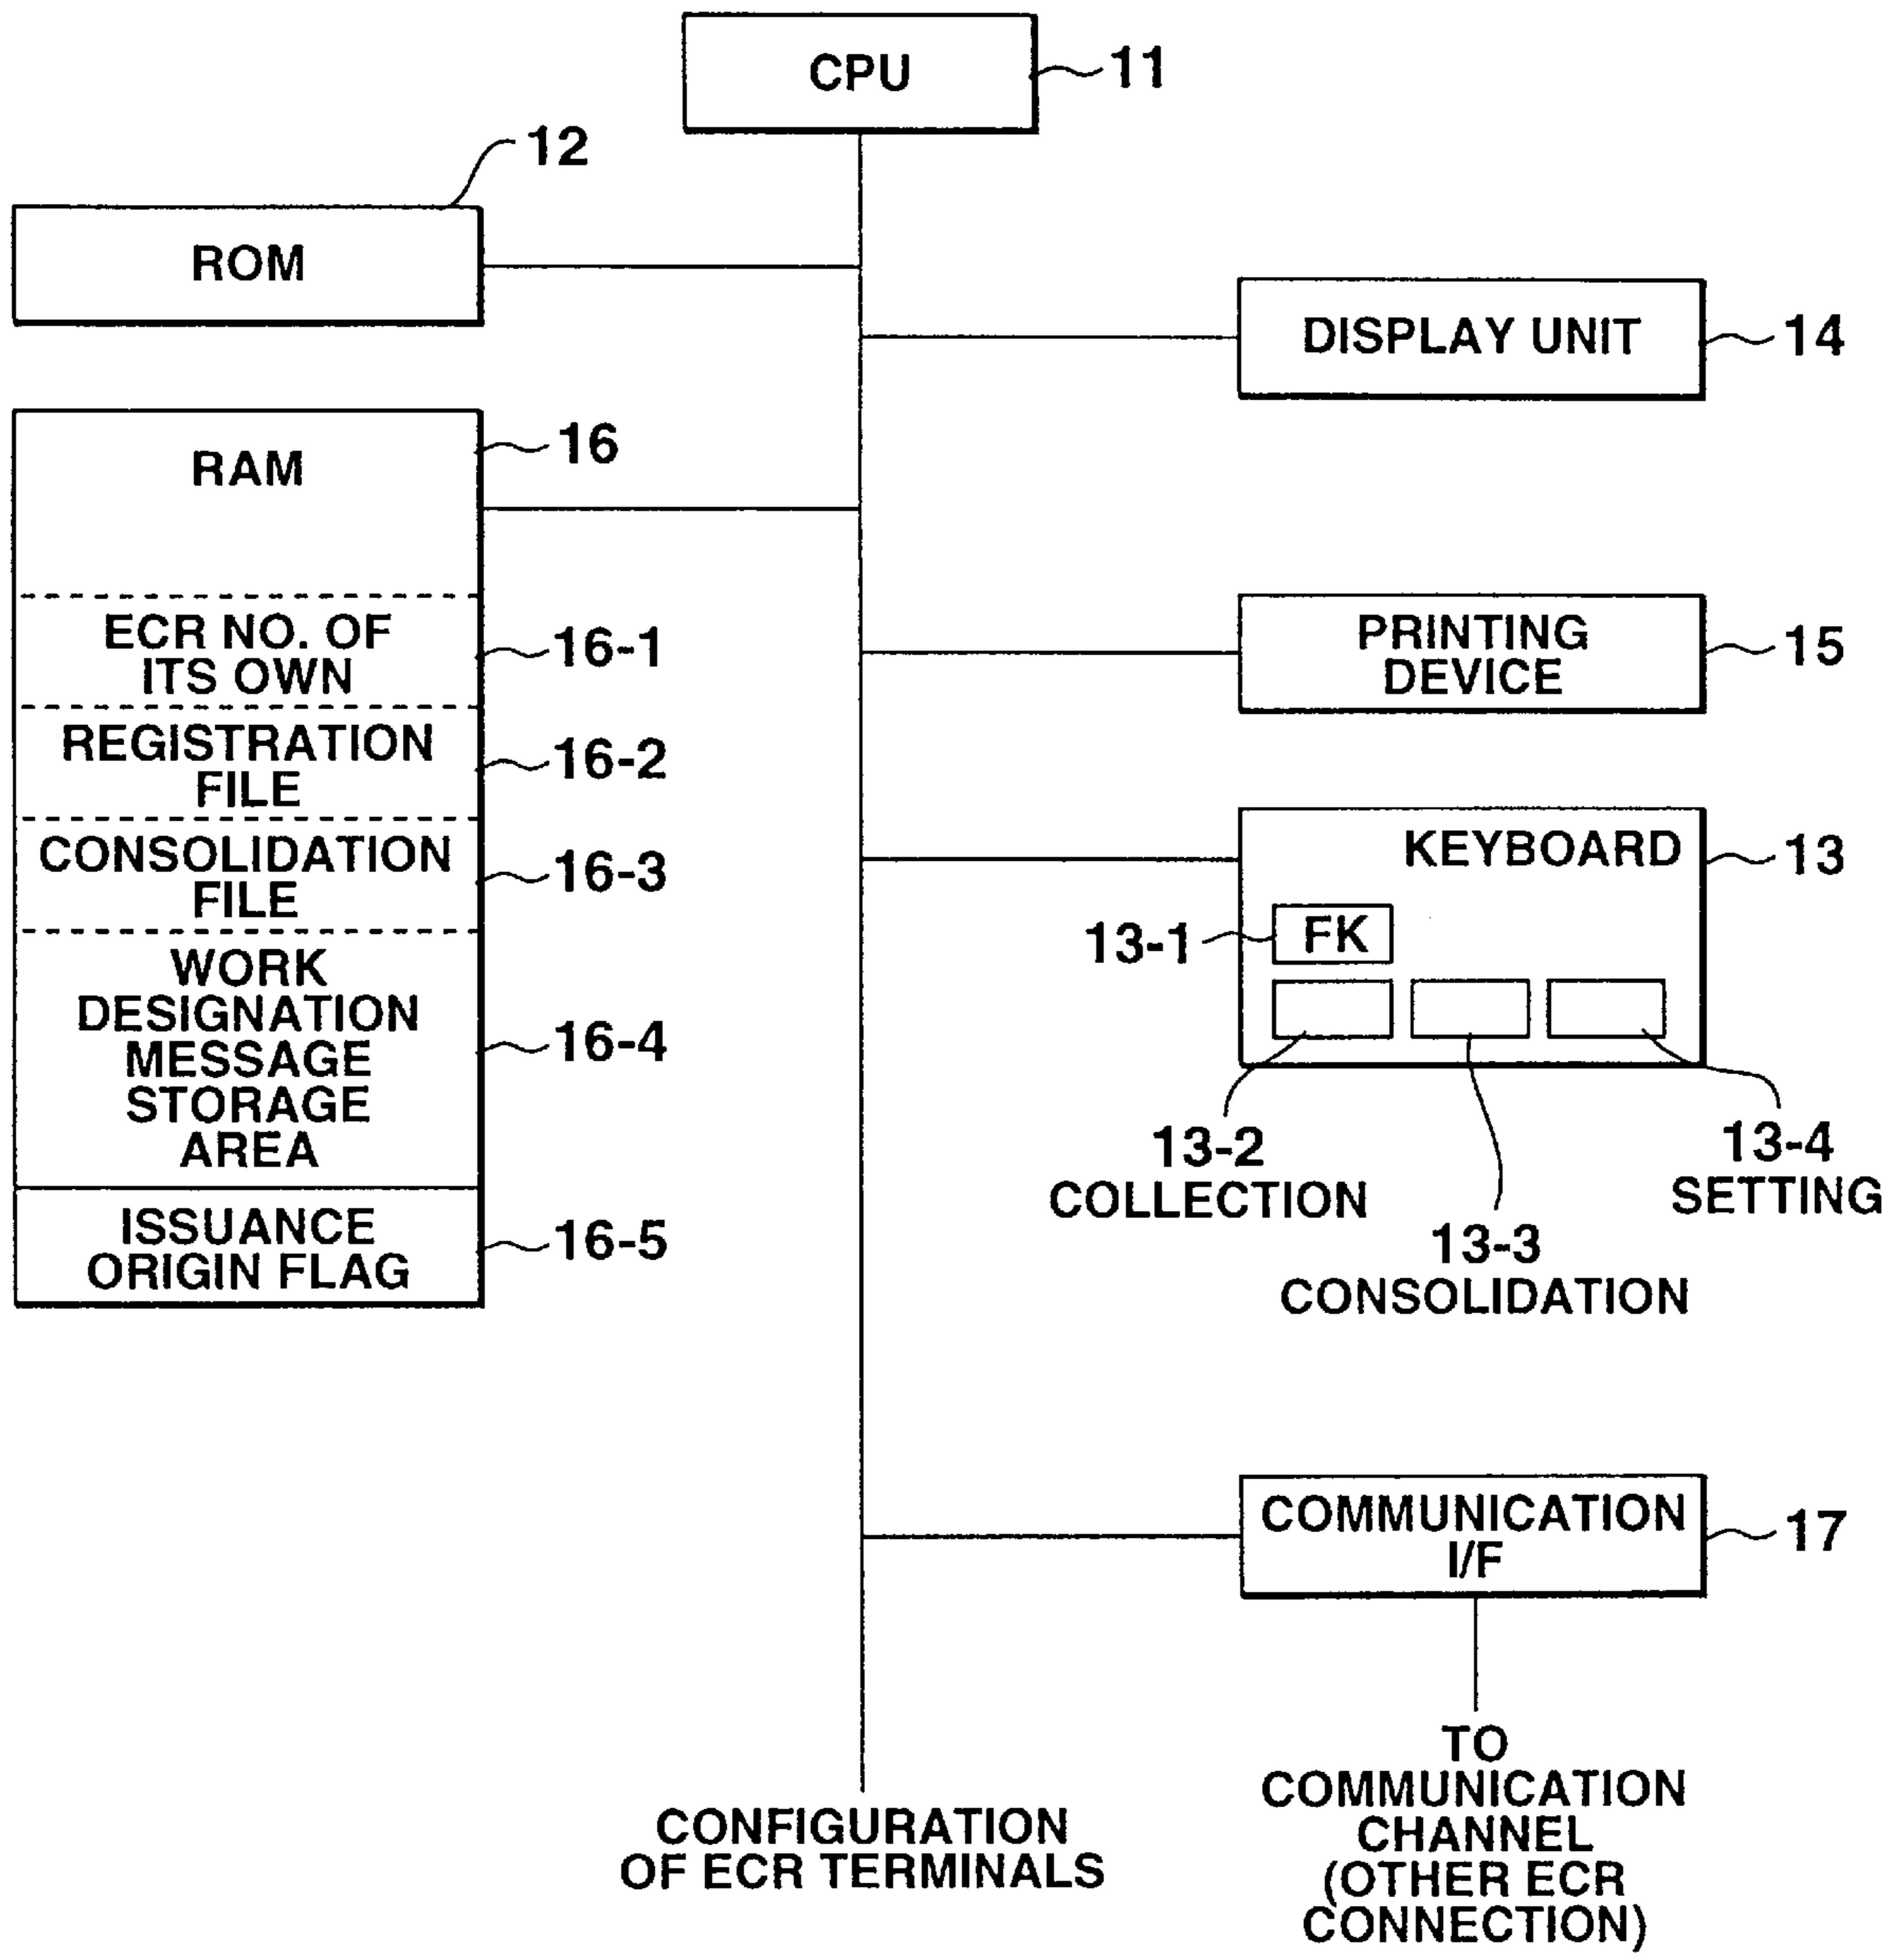 CPU
11
12
ROM
DISPLAY UNIT
14
RAM
16
ECR NO. OF
ITS OWN
16-1
REGISTRATION
FILE
16-2
CONSOLIDATION
FILE
16-3
WORK
DESIGNATION
MESSAGE
STORAGE
AREA
16-4
ISSUANCE
ORIGIN FLAG
16-5
PRINTING
DEVICE
15
KEYBOARD
13
13-1
FK
13-2
COLLECTION
13-3
CONSOLIDATION
13-4
SETTING
COMMUNICATION
I/F
17
TO
COMMUNICATION
CHANNEL
(OTHER ECR
CONNECTION)
CONFIGURATION
OF ECR TERMINALS